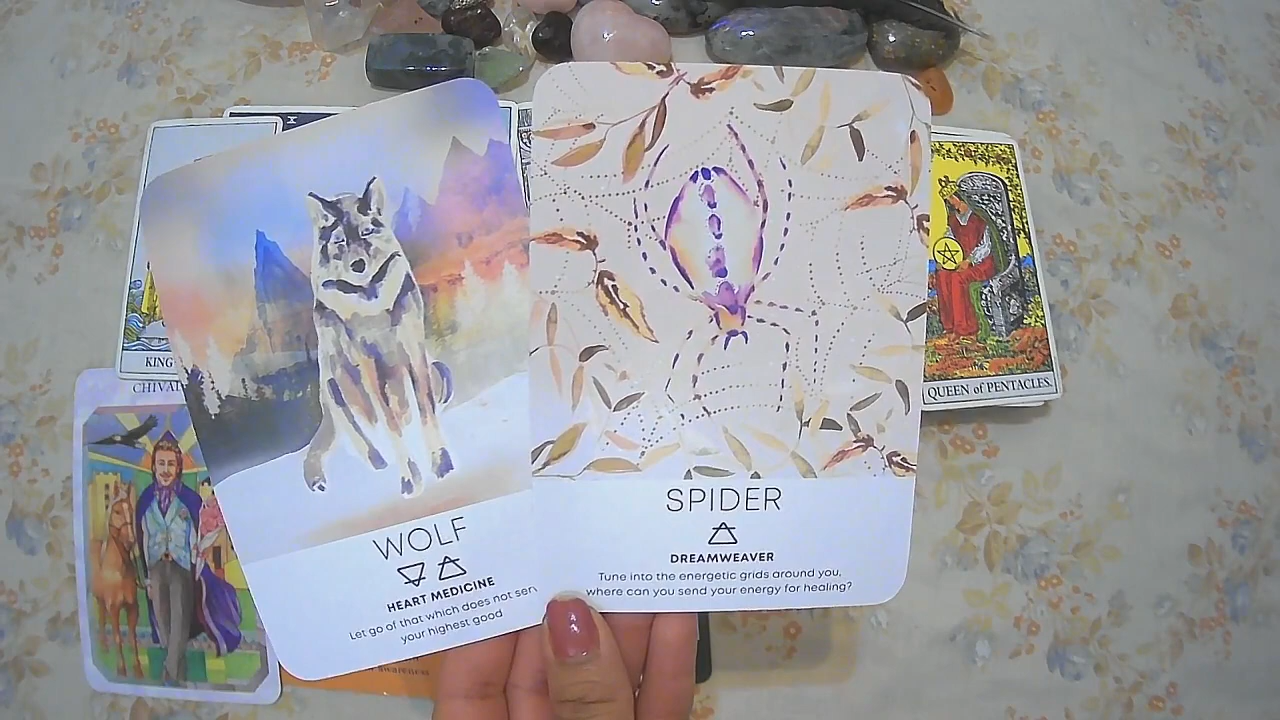 KING
CHIVAL
WOLF
HEART MEDICINE
Let go of that which does not ser
your highest good
SPIDER
DREAMWEAVER
Tune into the energetic grids around you,
where can you send your energy for healing?
QUEEN of PENTACLES.